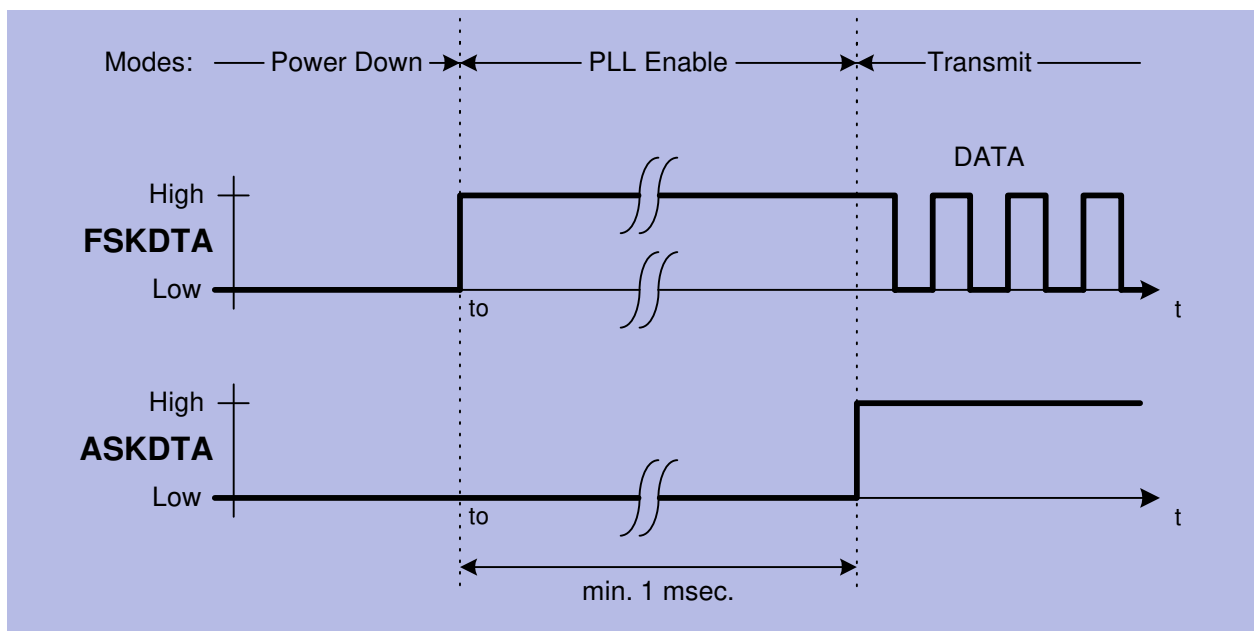 Modes: Power Down PLL Enable Transmit
DATA
High
FSKDTA
Low
to
t
High
ASKDTA
Low
to
t
min. 1 msec.